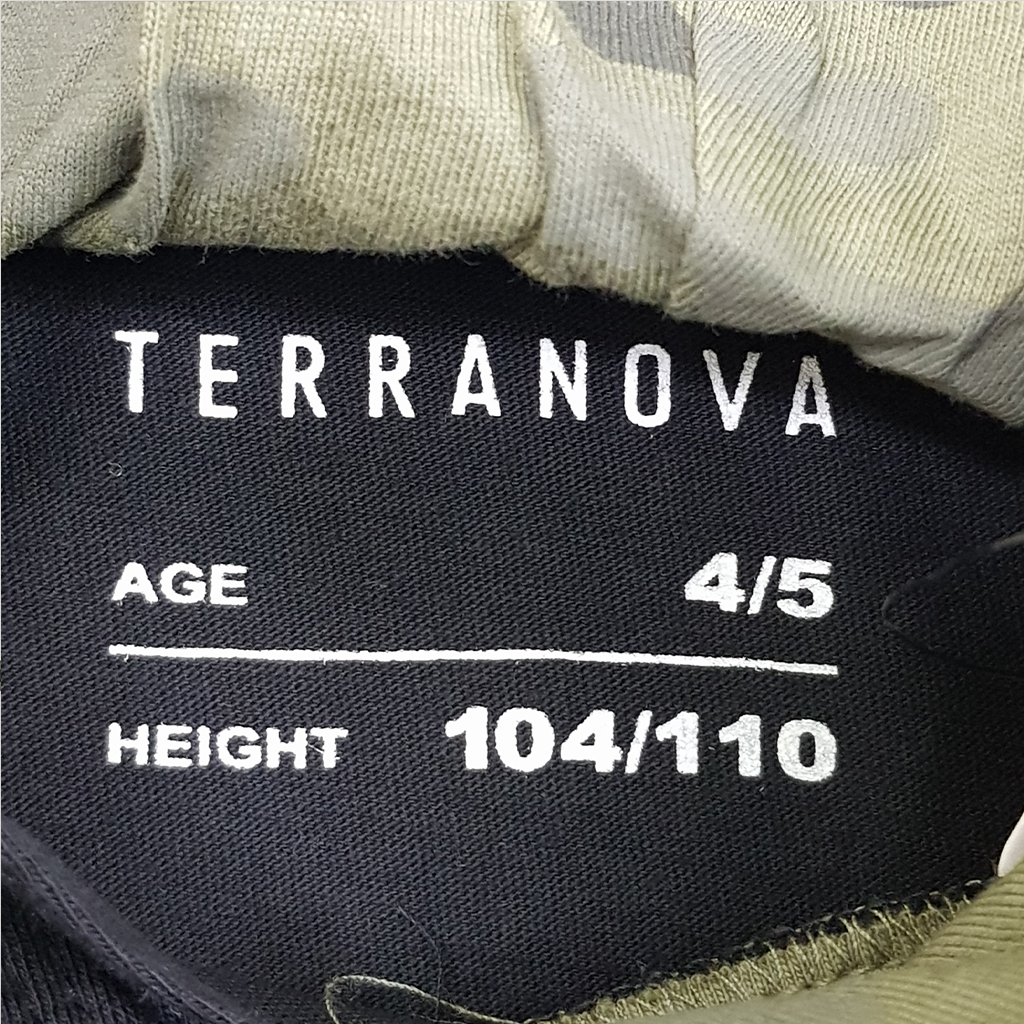 TERRANOVA
AGE 4/5
HEIGHT 104/110